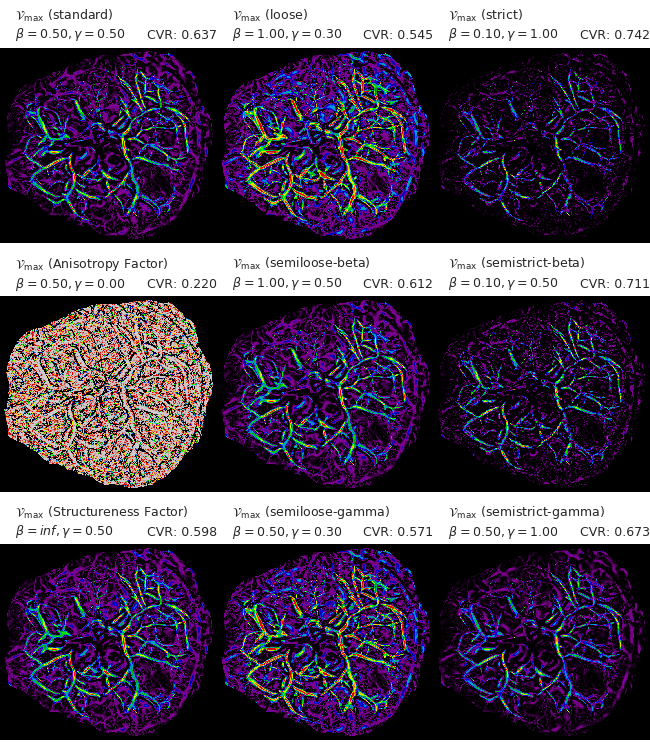 𝒱max (standard)
β = 0.50, γ = 0.50 CVR: 0.637
𝒱max (loose)
β = 1.00, γ = 0.30 CVR: 0.545
𝒱max (strict)
β = 0.10, γ = 1.00 CVR: 0.742
𝒱max (Anisotropy Factor)
β = 0.50, γ = 0.00 CVR: 0.220
𝒱max (semiloose-beta)
β = 1.00, γ = 0.50 CVR: 0.612
𝒱max (semistrict-beta)
β = 0.10, γ = 0.50 CVR: 0.711
𝒱max (Structureness Factor)
β = inf, γ = 0.50 CVR: 0.598
𝒱max (semiloose-gamma)
β = 0.50, γ = 0.30 CVR: 0.571
𝒱max (semistrict-gamma)
β = 0.50, γ = 1.00 CVR: 0.673